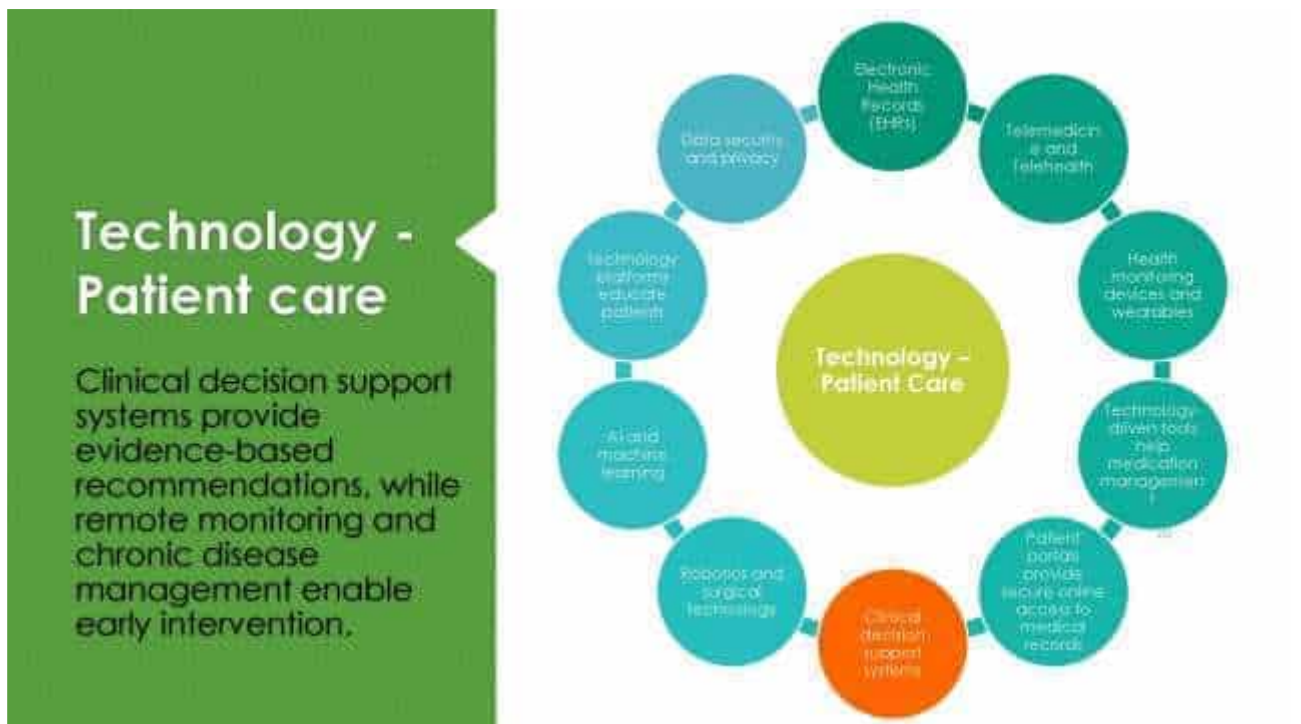 Technology -
Patient care
Clinical decision support
systems provide
evidence-based
recommendations, while
remote monitoring and
chronic disease
management enable
early intervention.
Electronic
Health
Records
(EHRs)
Telemedicin
e and
Telehealth
Health
monitoring
devices and
wearables
Technology-
driven tools
help
medication
managemen
t
Patient
portals
provide
secure online
access to
medical
records
Clinical
decision
support
systems
Robotics and
surgical
technology
AI and
machine
learning
Technology
platforms
educate
patients
Data security
and privacy
Technology –
Patient Care